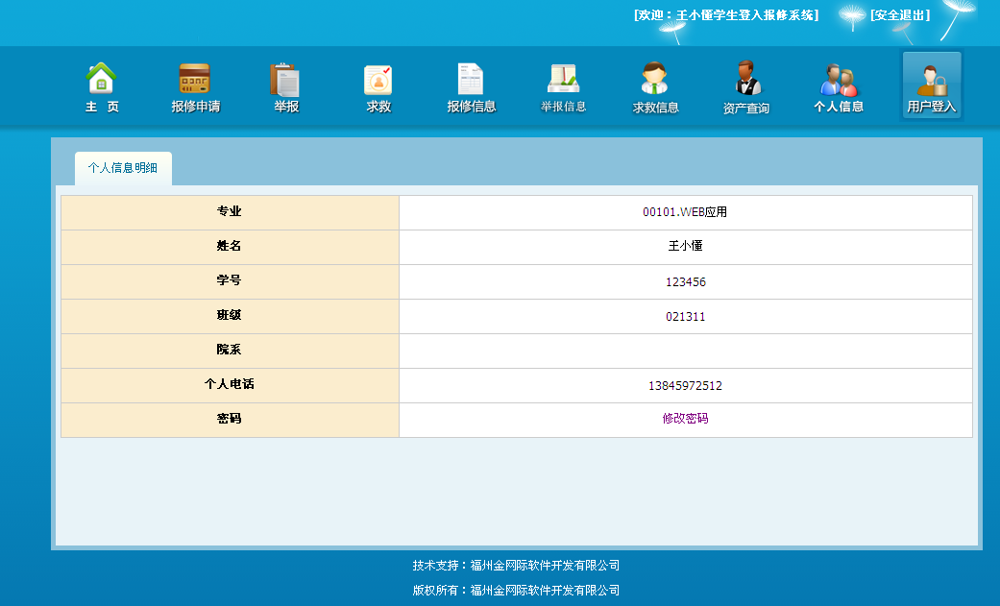 [欢迎：王小懂学生登入报修系统] [安全退出]
主 页 报修申请 举报 求救 报修信息 举报信息 求救信息 资产查询 个人信息 用户登入
个人信息明细
专业 00101.WEB应用
姓名 王小懂
学号 123456
班级 021311
院系
个人电话 13845972512
密码 修改密码
技术支持：福州金网际软件开发有限公司
版权所有：福州金网际软件开发有限公司